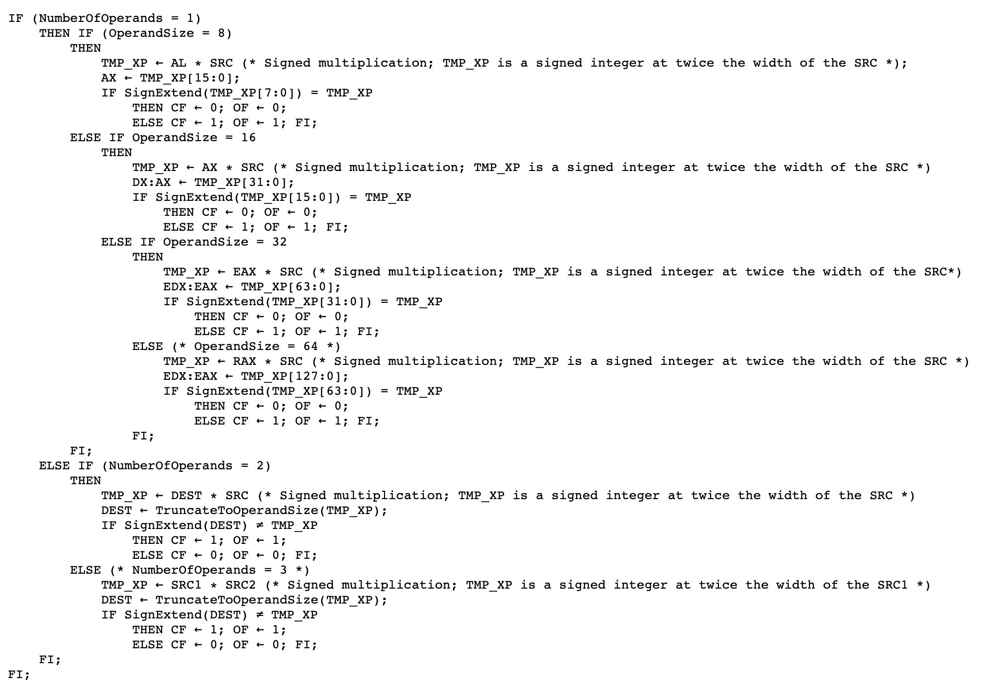 IF (NumberOfOperands = 1)
    THEN IF (OperandSize = 8)
        THEN
            TMP_XP ← AL * SRC (* Signed multiplication; TMP_XP is a signed integer at twice the width of the SRC *);
            AX ← TMP_XP[15:0];
            IF SignExtend(TMP_XP[7:0]) = TMP_XP
                THEN CF ← 0; OF ← 0;
                ELSE CF ← 1; OF ← 1; FI;
        ELSE IF OperandSize = 16
            THEN
                TMP_XP ← AX * SRC (* Signed multiplication; TMP_XP is a signed integer at twice the width of the SRC *)
                DX:AX ← TMP_XP[31:0];
                IF SignExtend(TMP_XP[15:0]) = TMP_XP
                    THEN CF ← 0; OF ← 0;
                    ELSE CF ← 1; OF ← 1; FI;
            ELSE IF OperandSize = 32
                THEN
                    TMP_XP ← EAX * SRC (* Signed multiplication; TMP_XP is a signed integer at twice the width of the SRC*)
                    EDX:EAX ← TMP_XP[63:0];
                    IF SignExtend(TMP_XP[31:0]) = TMP_XP
                        THEN CF ← 0; OF ← 0;
                        ELSE CF ← 1; OF ← 1; FI;
                ELSE (* OperandSize = 64 *)
                    TMP_XP ← RAX * SRC (* Signed multiplication; TMP_XP is a signed integer at twice the width of the SRC *)
                    EDX:EAX ← TMP_XP[127:0];
                    IF SignExtend(TMP_XP[63:0]) = TMP_XP
                        THEN CF ← 0; OF ← 0;
                        ELSE CF ← 1; OF ← 1; FI;
                FI;
        FI;
    ELSE IF (NumberOfOperands = 2)
        THEN
            TMP_XP ← DEST * SRC (* Signed multiplication; TMP_XP is a signed integer at twice the width of the SRC *)
            DEST ← TruncateToOperandSize(TMP_XP);
            IF SignExtend(DEST) ≠ TMP_XP
                THEN CF ← 1; OF ← 1;
                ELSE CF ← 0; OF ← 0; FI;
        ELSE (* NumberOfOperands = 3 *)
            TMP_XP ← SRC1 * SRC2 (* Signed multiplication; TMP_XP is a signed integer at twice the width of the SRC1 *)
            DEST ← TruncateToOperandSize(TMP_XP);
            IF SignExtend(DEST) ≠ TMP_XP
                THEN CF ← 1; OF ← 1;
                ELSE CF ← 0; OF ← 0; FI;
    FI;
FI;